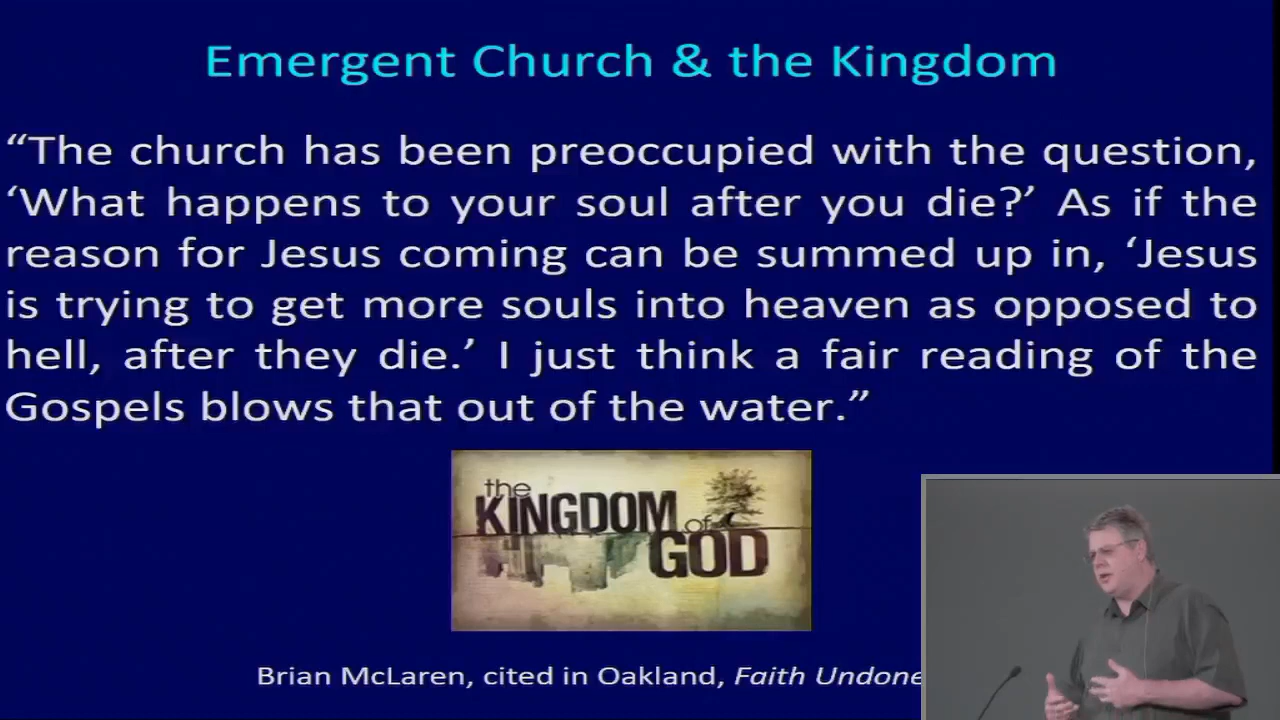 Emergent Church & the Kingdom
“The church has been preoccupied with the question,
‘What happens to your soul after you die?’ As if the
reason for Jesus coming can be summed up in, ‘Jesus
is trying to get more souls into heaven as opposed to
hell, after they die.’ I just think a fair reading of the
Gospels blows that out of the water.”
the
KINGDOM of
GOD
Brian McLaren, cited in Oakland, Faith Undone